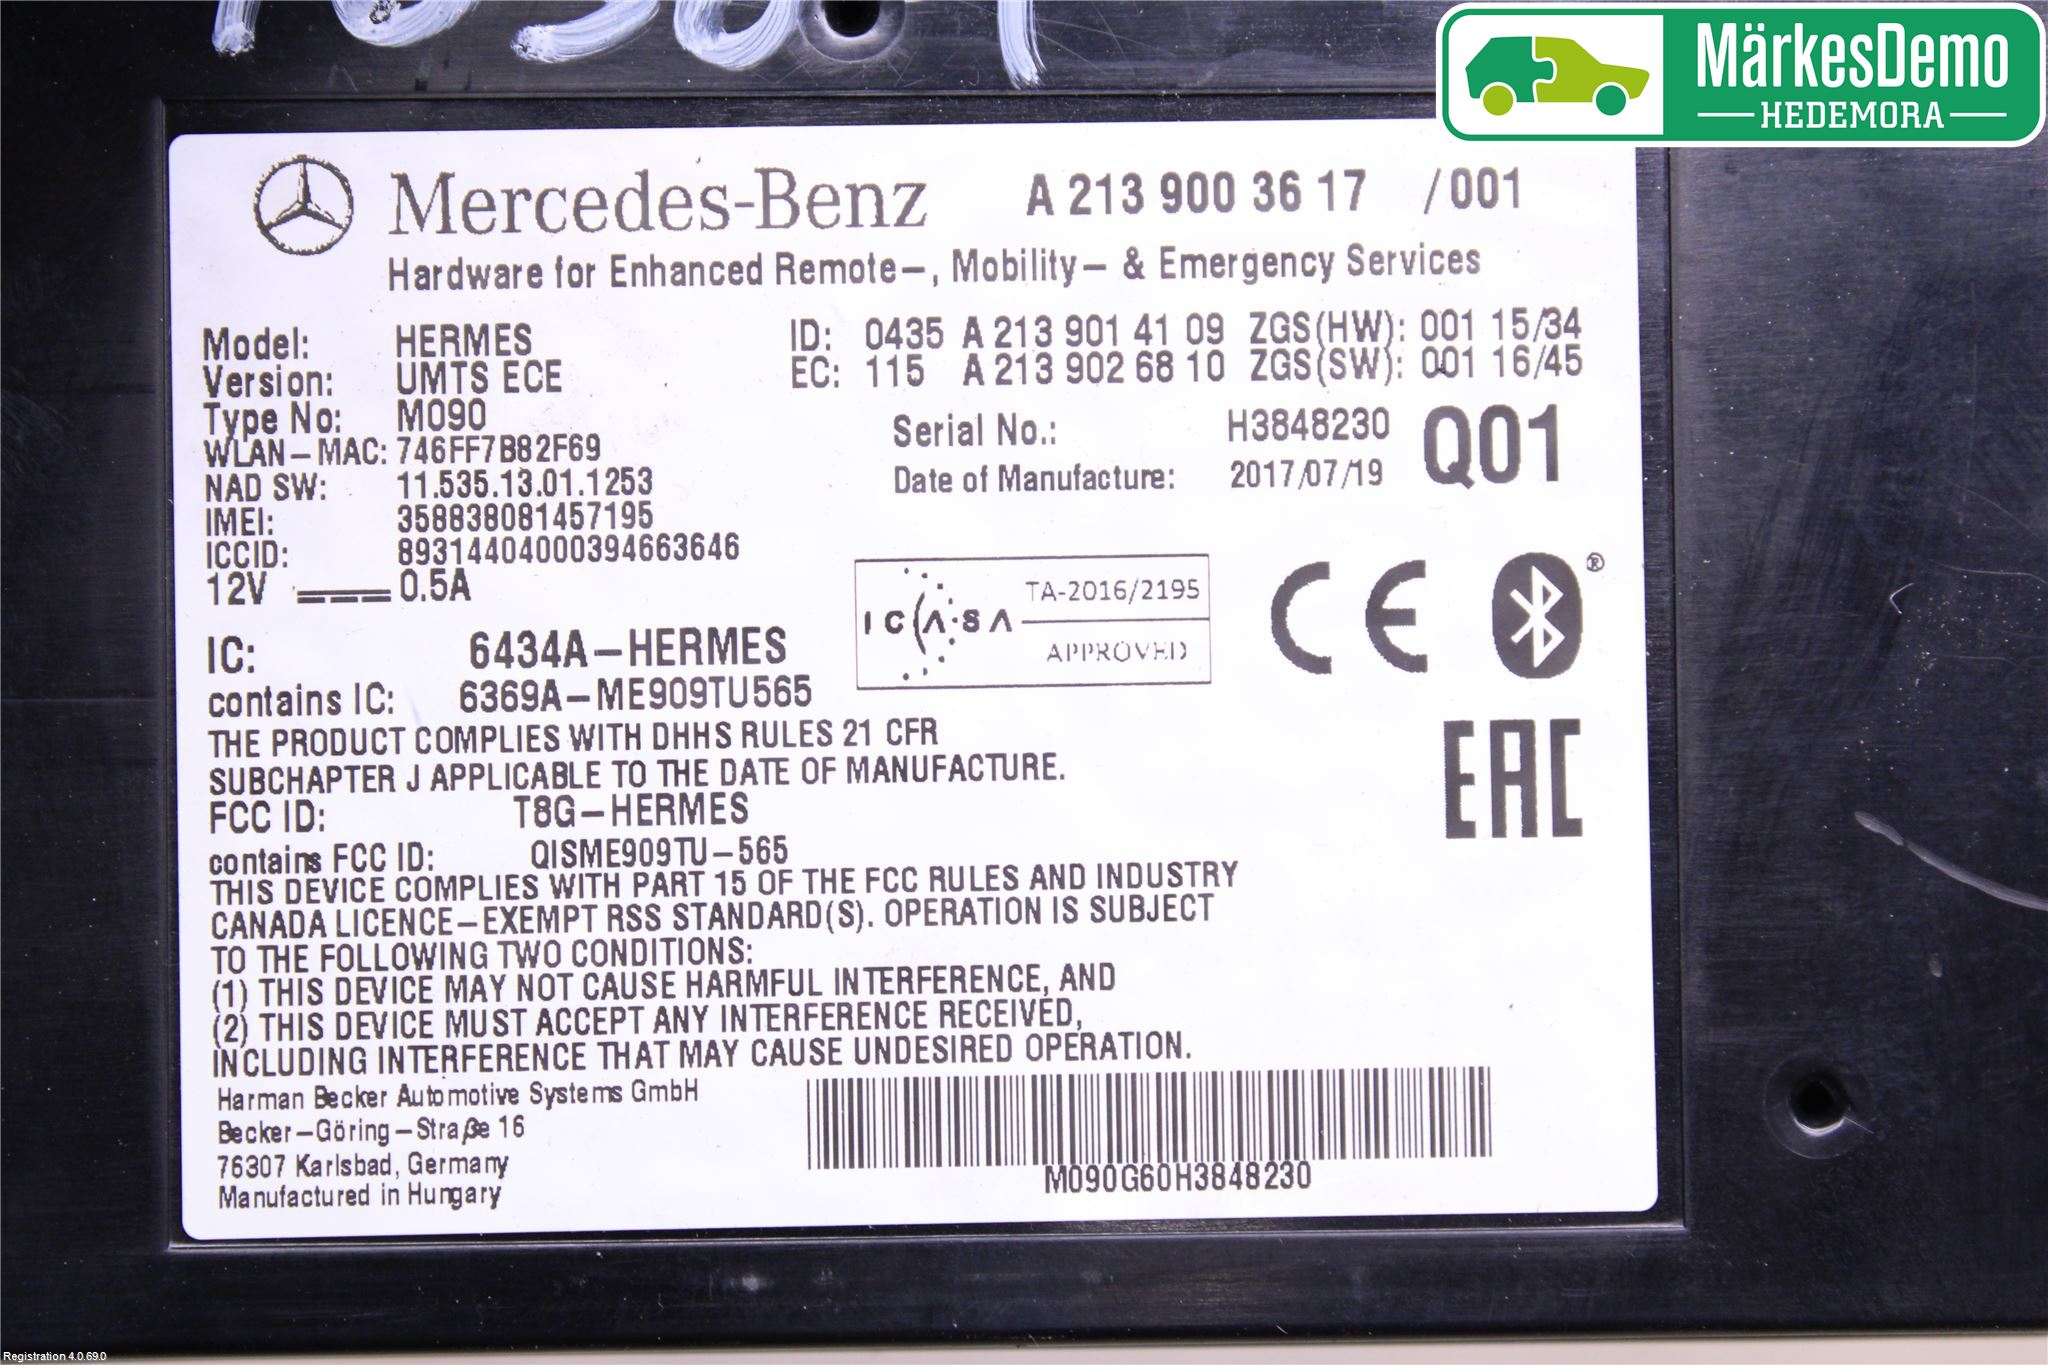 MärkesDemo
HEDEMORA
Mercedes-Benz A 213 900 36 17 /001
Hardware for Enhanced Remote-, Mobility- & Emergency Services
Model: HERMES ID: 0435 A 213 901 41 09 ZGS(HW): 001 15/34
Version: UMTS ECE EC: 115 A 213 902 68 10 ZGS(SW): 001 16/45
Type No: M090
Serial No.: H3848230 Q01
WLAN-MAC: 746FF7B82F69
Date of Manufacture: 2017/07/19
NAD SW: 11.535.13.01.1253
IMEI: 358838081457195
ICCID: 89314404000394663646
12V 0.5A
ICASA TA-2016/2195
APPROVED
CE ®
IC: 6434A-HERMES
contains IC: 6369A-ME909TU565
THE PRODUCT COMPLIES WITH DHHS RULES 21 CFR
SUBCHAPTER J APPLICABLE TO THE DATE OF MANUFACTURE.
EAC
FCC ID: T8G-HERMES
contains FCC ID: QISME909TU-565
THIS DEVICE COMPLIES WITH PART 15 OF THE FCC RULES AND INDUSTRY
CANADA LICENCE-EXEMPT RSS STANDARD(S). OPERATION IS SUBJECT
TO THE FOLLOWING TWO CONDITIONS:
(1) THIS DEVICE MAY NOT CAUSE HARMFUL INTERFERENCE, AND
(2) THIS DEVICE MUST ACCEPT ANY INTERFERENCE RECEIVED,
INCLUDING INTERFERENCE THAT MAY CAUSE UNDESIRED OPERATION.
Harman Becker Automotive Systems GmbH
Becker-Göring-Straße 16
76307 Karlsbad, Germany
Manufactured in Hungary
M090G60H3848230
Registration 4.0.69.0